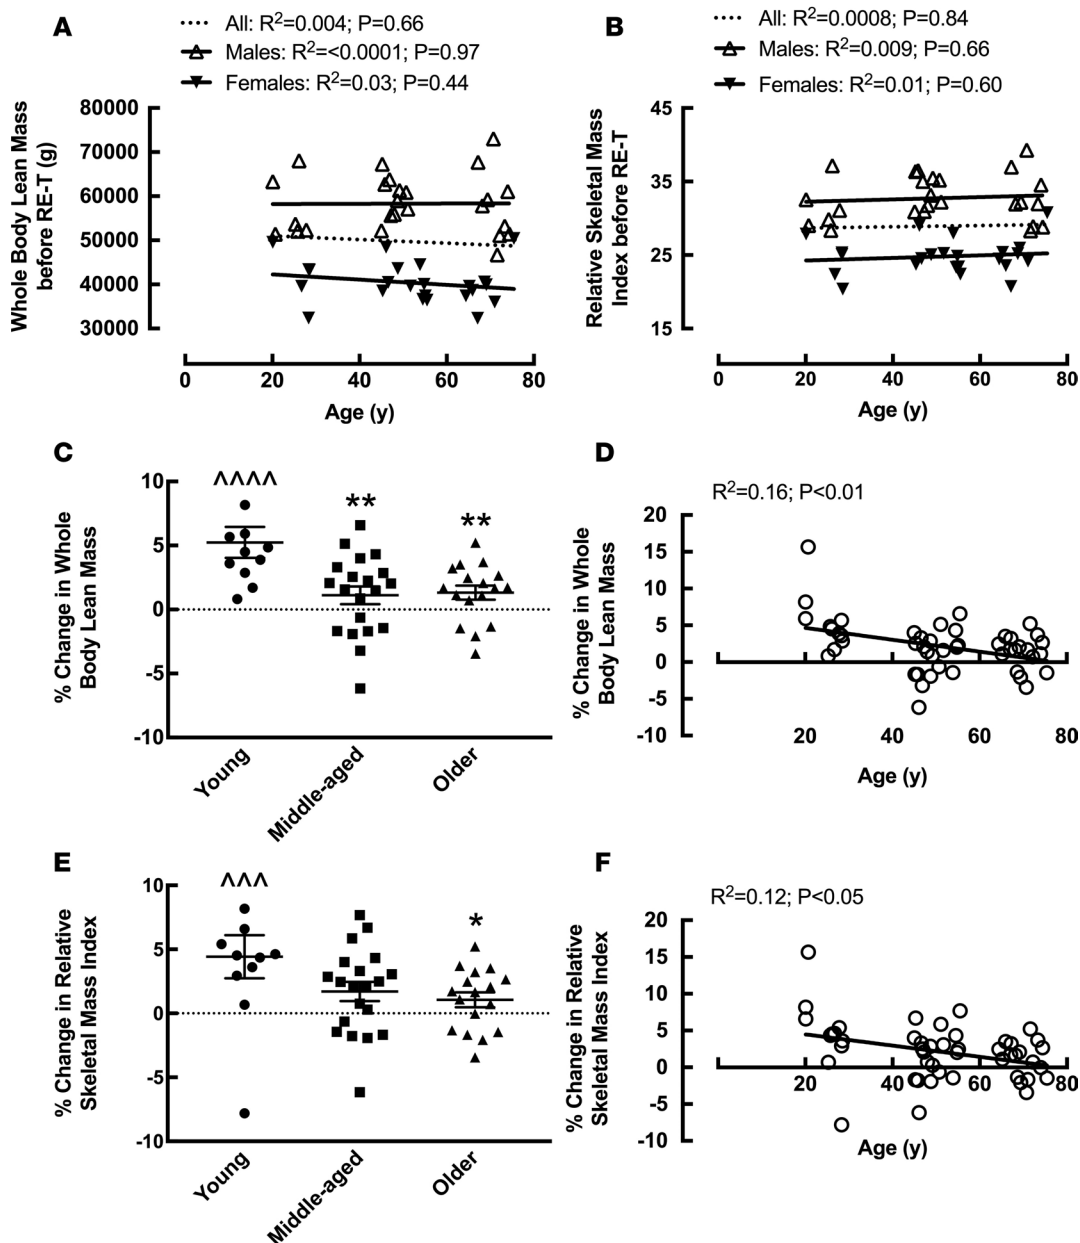 A
All: R2=0.004; P=0.66
Males: R2=<0.0001; P=0.97
Females: R2=0.03; P=0.44
Whole Body Lean Mass
before RE-T (g)
80000
70000
60000
50000
40000
30000
0
20
40
60
80
Age (y)
B
All: R2=0.0008; P=0.84
Males: R2=0.009; P=0.66
Females: R2=0.01; P=0.60
Relative Skeletal Mass
Index before RE-T
45
35
25
15
0
20
40
60
80
Age (y)
C
% Change in Whole
Body Lean Mass
10
5
0
-5
-10
^^^^
**
**
Young
Middle-aged
Older
D
R2=0.16; P<0.01
% Change in Whole
Body Lean Mass
20
15
10
5
0
-5
-10
20
40
60
80
Age (y)
E
% Change in Relative
Skeletal Mass Index
10
5
0
-5
-10
^^^
*
Young
Middle-aged
Older
F
R2=0.12; P<0.05
% Change in Relative
Skeletal Mass Index
20
15
10
5
0
-5
-10
20
40
60
80
Age (y)